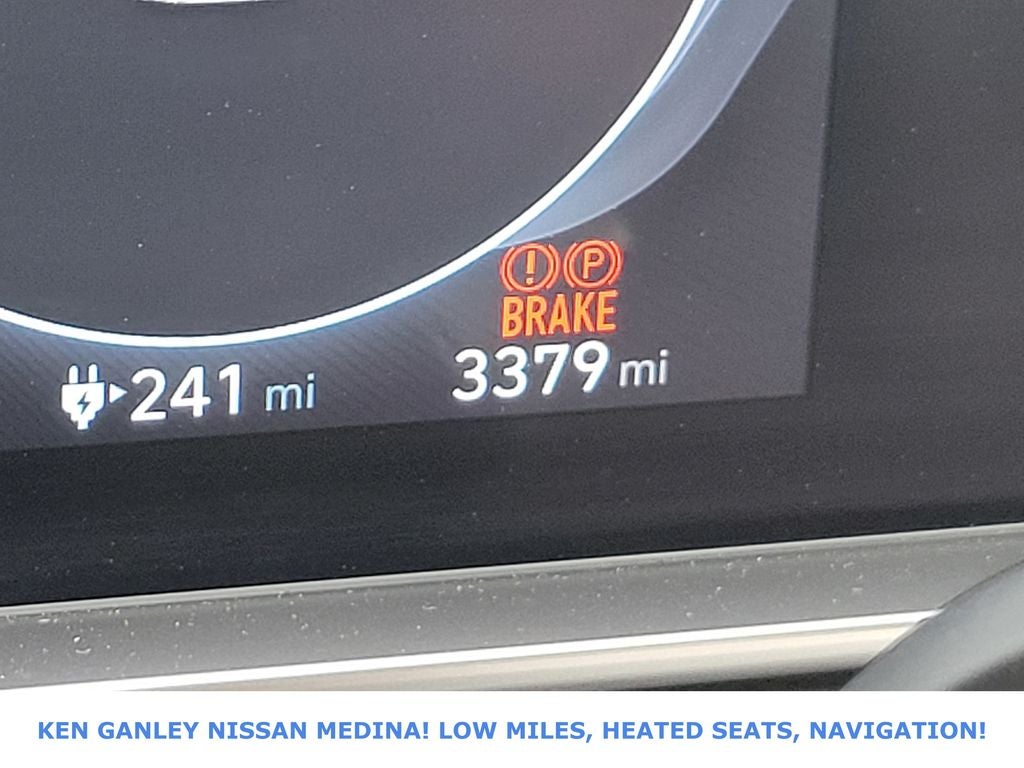 ! P
BRAKE
241 mi 3379 mi
KEN GANLEY NISSAN MEDINA! LOW MILES, HEATED SEATS, NAVIGATION!